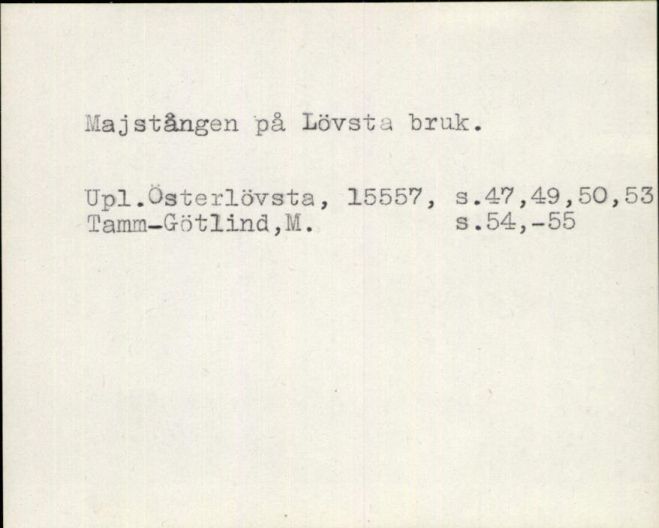 Majstången på Lövsta bruk.
Upl.Österlövsta, 15557, s.47,49,50,53
Tamm-Götlind,M. s.54,-55